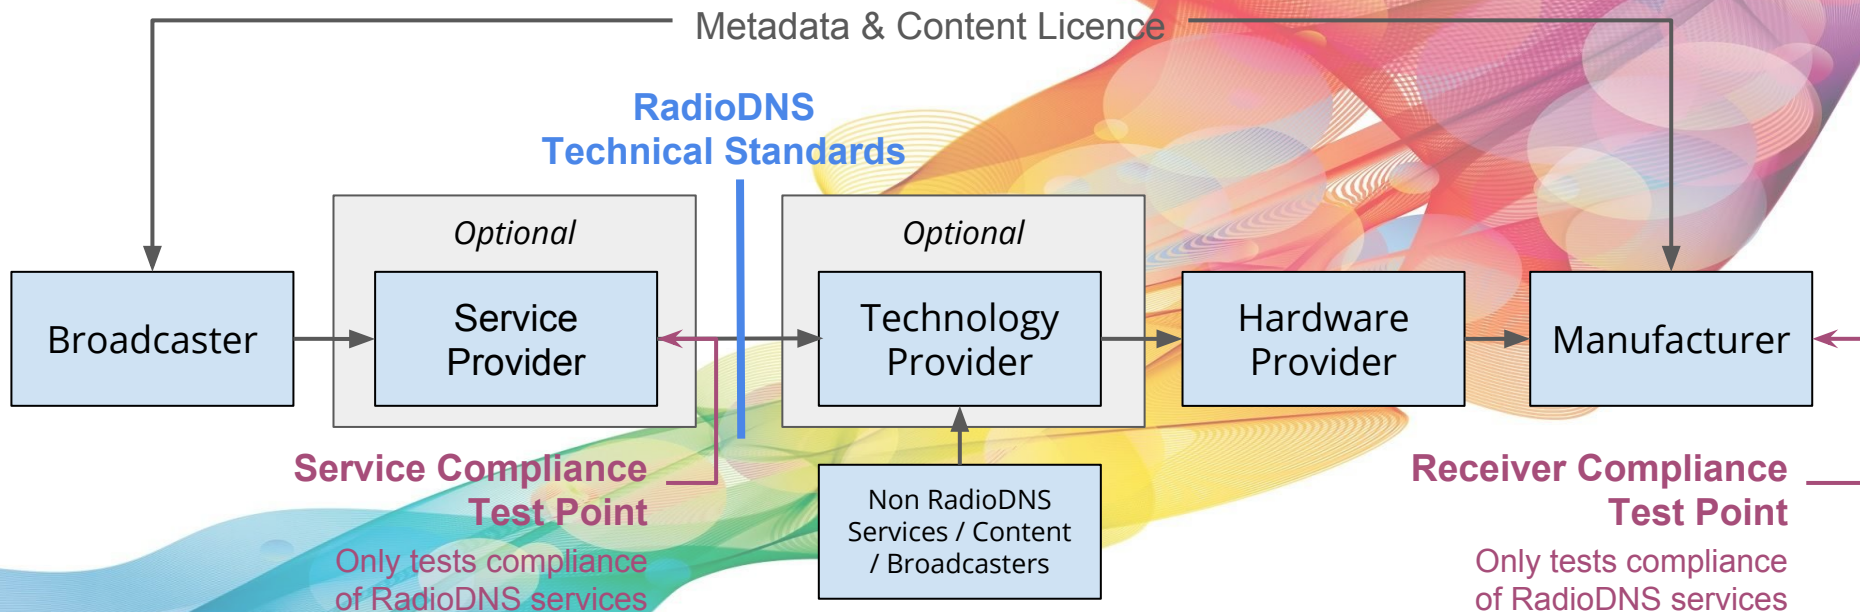 Metadata & Content Licence
RadioDNS
Technical Standards
Optional
Optional
Broadcaster
Service
Provider
Technology
Provider
Hardware
Provider
Manufacturer
Service Compliance
Test Point
Only tests compliance
of RadioDNS services
Non RadioDNS
Services / Content
/ Broadcasters
Receiver Compliance
Test Point
Only tests compliance
of RadioDNS services